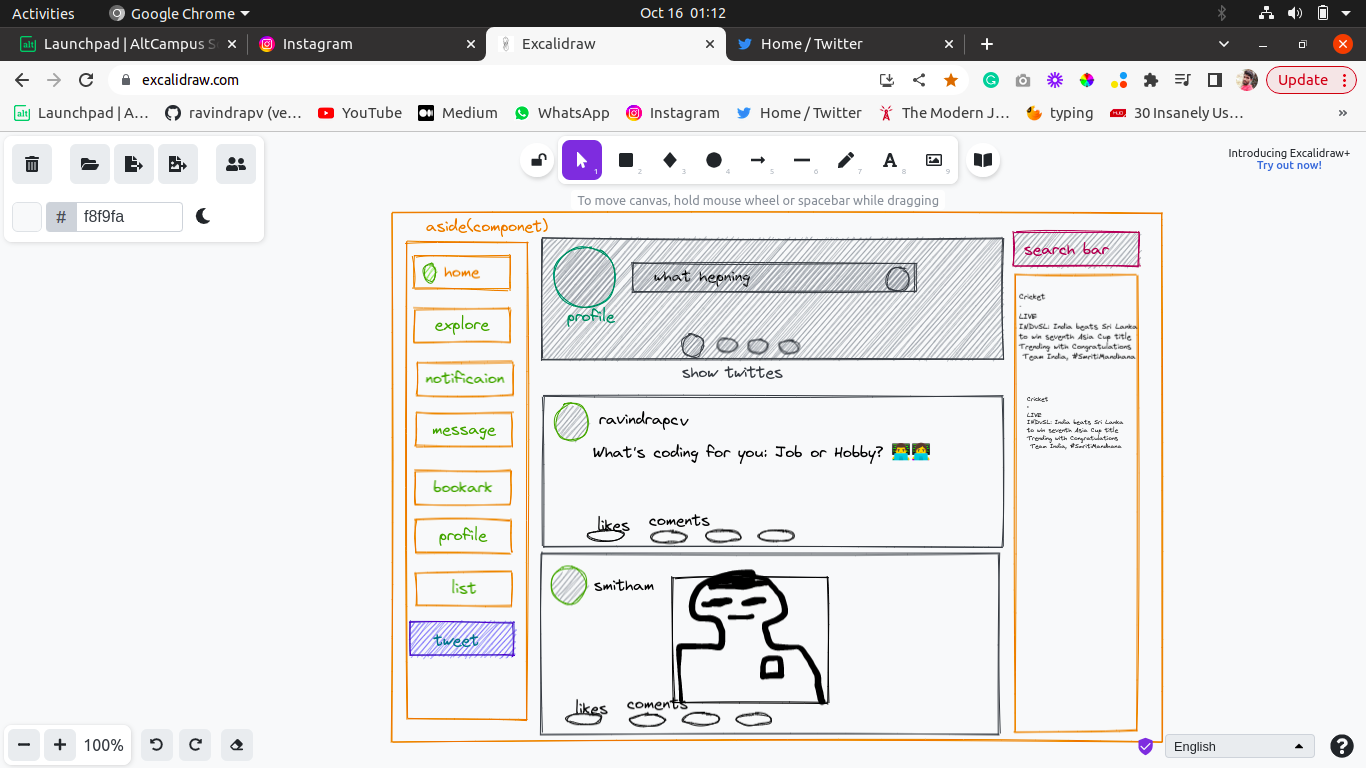 Activities
Google Chrome
Oct 16 01:12
Launchpad | AltCampus S
Instagram
Excalidraw
Home / Twitter
excalidraw.com
Update
Launchpad | A...
ravindrapv (ve...
YouTube
Medium
WhatsApp
Instagram
Home / Twitter
The Modern J...
typing
30 Insanely Us...
»
1
2
3
4
5
6
7
A
8
9
Introducing Excalidraw+
Try out now!
# f8f9fa
To move canvas, hold mouse wheel or spacebar while dragging
aside(componet)
home
explore
notificaion
message
bookark
profile
list
tweet
what hepning
profile
show twittes
ravindrapcv
What's coding for you: Job or Hobby? 👨‍💻👩‍💻
likes
coments
smitham
likes
coments
search bar
Cricket
·
LIVE
INDvSL: India beats Sri Lanka
to win seventh Asia Cup title
Trending with Congratulations
Team India, #SmritiMandhana
Cricket
·
LIVE
INDvSL: India beats Sri Lanka
to win seventh Asia Cup title
Trending with Congratulations
Team India, #SmritiMandhana
100%
English